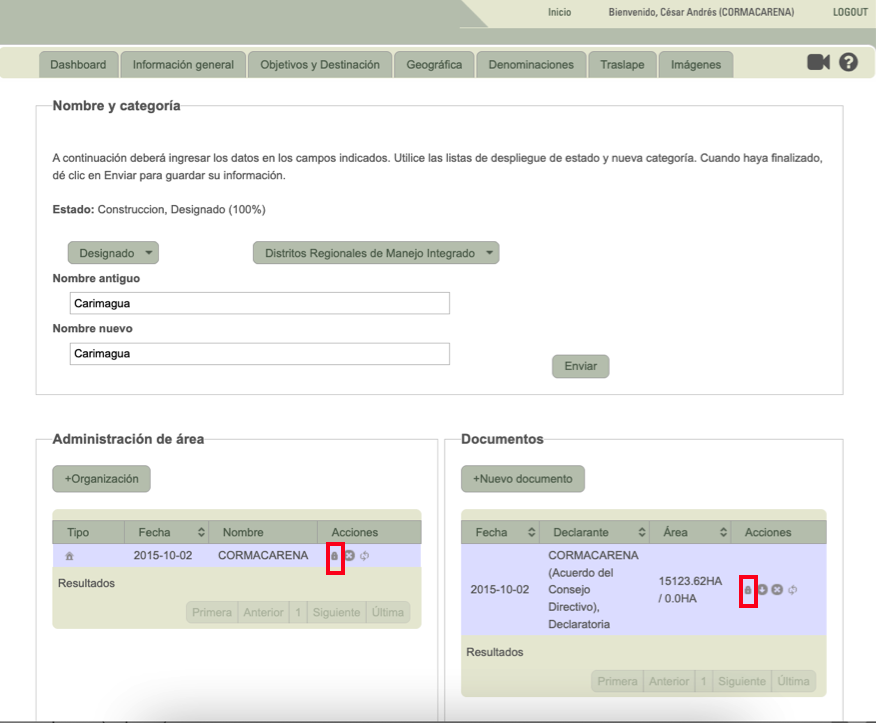 Inicio
Bienvenido, César Andrés (CORMACARENA)
LOGOUT
Dashboard
Información general
Objetivos y Destinación
Geográfica
Denominaciones
Traslape
Imágenes
Nombre y categoría
A continuación deberá ingresar los datos en los campos indicados. Utilice las listas de despliegue de estado y nueva categoría. Cuando haya finalizado,
dé clic en Enviar para guardar su información.
Estado: Construccion, Designado (100%)
Designado
Distritos Regionales de Manejo Integrado
Nombre antiguo
Carimagua
Nombre nuevo
Carimagua
Enviar
Administración de área
+Organización
Tipo Fecha Nombre Acciones
2015-10-02 CORMACARENA
Resultados
Primera Anterior 1 Siguiente Última
Documentos
+Nuevo documento
Fecha Declarante Área Acciones
2015-10-02
CORMACARENA
(Acuerdo del
Consejo
Directivo),
Declaratoria
15123.62HA
/ 0.0HA
Resultados
Primera Anterior 1 Siguiente Última